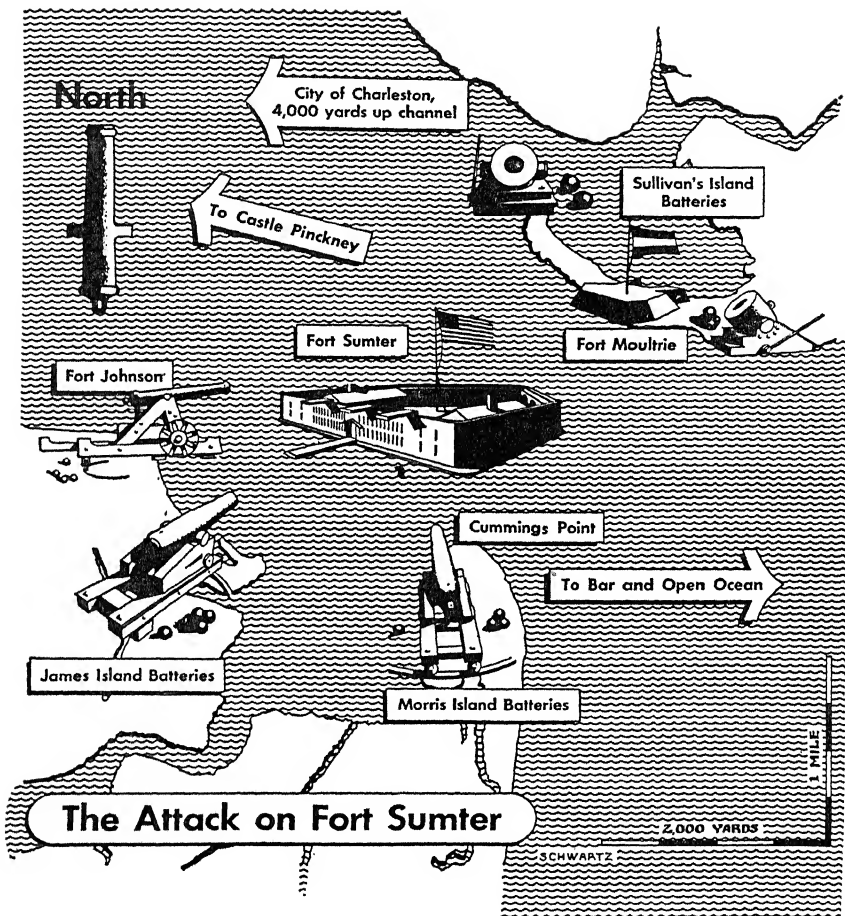 North
City of Charleston,
4,000 yards up channel
To Castle Pinckney
Sullivan's Island
Batteries
Fort Sumter
Fort Moultrie
Fort Johnson
Cummings Point
To Bar and Open Ocean
James Island Batteries
Morris Island Batteries
1 MILE
The Attack on Fort Sumter
2,000 YARDS
SCHWARTZ